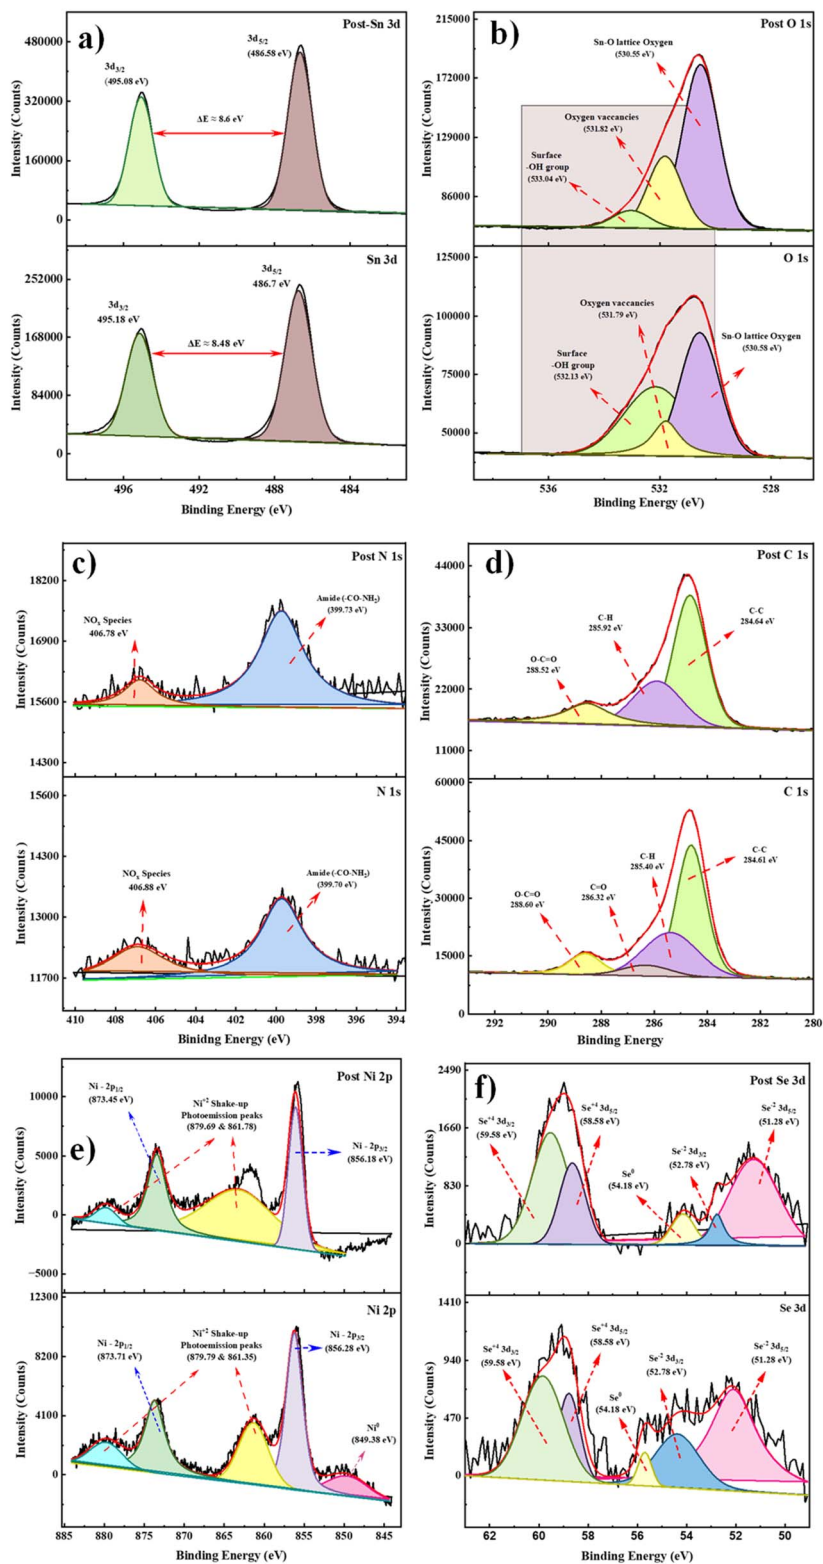 a)
Post-Sn 3d
3d5/2
(486.58 eV)
3d3/2
(495.08 eV)
ΔE ≈ 8.6 eV
480000
320000
160000
0
Intensity (Counts)
Sn 3d
3d5/2
486.7 eV
3d3/2
495.18 eV
ΔE ≈ 8.48 eV
252000
168000
84000
0
Intensity (Counts)
496 492 488 484
Binding Energy (eV)
b)
Post O 1s
Sn-O lattice Oxygen
(530.55 eV)
Oxygen vaccancies
(531.82 eV)
Surface
-OH group
(533.04 eV)
215000
172000
129000
86000
Intensity (Counts)
O 1s
Oxygen vaccancies
(531.79 eV)
Sn-O lattice Oxygen
(530.58 eV)
Surface
-OH group
(532.13 eV)
125000
100000
75000
50000
Intesnity (Counts)
536 532 528
Binding Energy (eV)
c)
Post N 1s
Amide (-CO-NH2)
(399.73 eV)
NOx Species
406.78 eV
18200
16900
15600
14300
Intensity (Counts)
N 1s
NOx Species
406.88 eV
Amide (-CO-NH2)
(399.70 eV)
15600
14300
13000
11700
Intensity (Counts )
410 408 406 404 402 400 398 396 394
Binidng Energy (eV)
d)
Post C 1s
C-H
285.92 eV
C-C
284.64 eV
O-C=O
288.52 eV
44000
33000
22000
11000
Intensity (Counts)
C 1s
C-H
285.40 eV
C-C
284.61 eV
C=O
286.32 eV
O-C=O
288.60 eV
60000
45000
30000
15000
0
Intensity (Counts)
292 290 288 286 284 282 280
Binding Energy (eV)
e)
Post Ni 2p
Ni - 2p1/2
(873.45 eV)
Ni+2 Shake-up
Photoemission peaks
(879.69 & 861.78)
Ni - 2p3/2
(856.18 eV)
10000
5000
0
−5000
Intensity (Counts)
Ni 2p
Ni - 2p1/2
(873.71 eV)
Ni+2 Shake-up
Photoemission peaks
(879.79 & 861.35)
Ni - 2p3/2
(856.28 eV)
Ni0
(849.38 eV)
12300
8200
4100
0
Intensity (Counts)
885 880 875 870 865 860 855 850 845
Binding Energy (eV)
f)
Post Se 3d
Se+4 3d3/2
(59.58 eV)
Se+4 3d5/2
(58.58 eV)
Se-2 3d5/2
(51.28 eV)
Se-2 3d3/2
(52.78 eV)
Se0
(54.18 eV)
2490
1660
830
0
Intensity (Counts)
Se 3d
Se+4 3d3/2
(59.58 eV)
Se+4 3d5/2
(58.58 eV)
Se-2 3d3/2
(52.78 eV)
Se-2 3d5/2
(51.28 eV)
Se0
(54.18 eV)
1410
940
470
0
Intensity (Counts)
62 60 58 56 54 52 50
Binding Energy (eV)